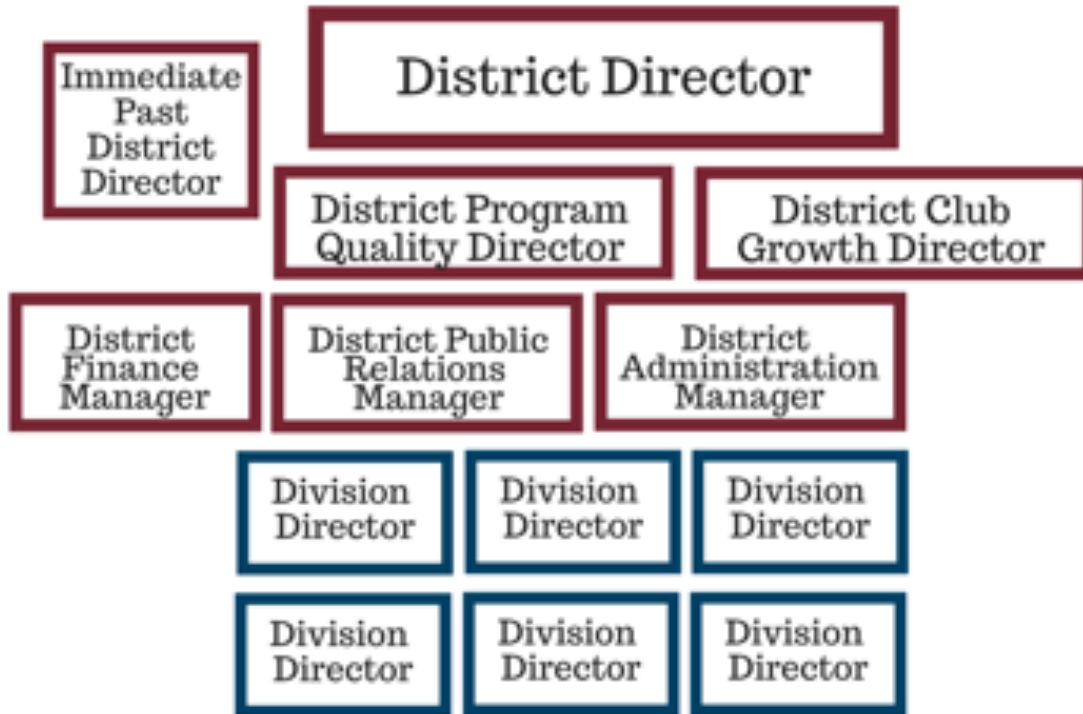 Immediate
Past
District
Director
District Director
District Program
Quality Director
District Club
Growth Director
District
Finance
Manager
District Public
Relations
Manager
District
Administration
Manager
Division
Director
Division
Director
Division
Director
Division
Director
Division
Director
Division
Director